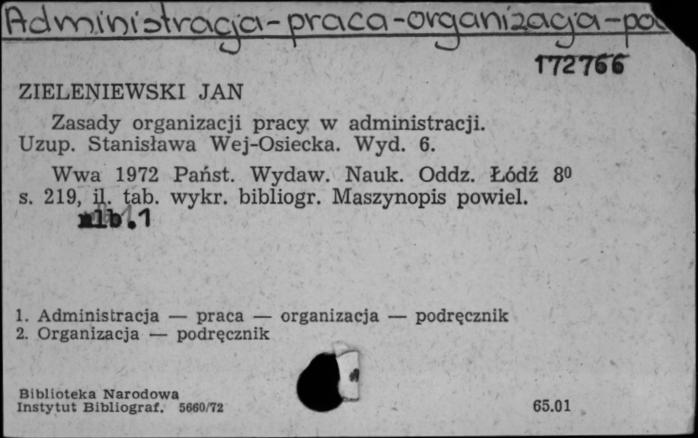 Administracja-praca-organizacja-po
172766
ZIELENIEWSKI JAN
Zasady organizacji pracy w administracji.
Uzup. Stanisława Wej-Osiecka. Wyd. 6.
Wwa 1972 Państ. Wydaw. Nauk. Oddz. Łódź 8⁰
s. 219, il. tab. wykr. bibliogr. Maszynopis powiel.
nlb.1
1. Administracja — praca — organizacja — podręcznik
2. Organizacja — podręcznik
Biblioteka Narodowa
Instytut Bibliograf. 5660/72
65.01